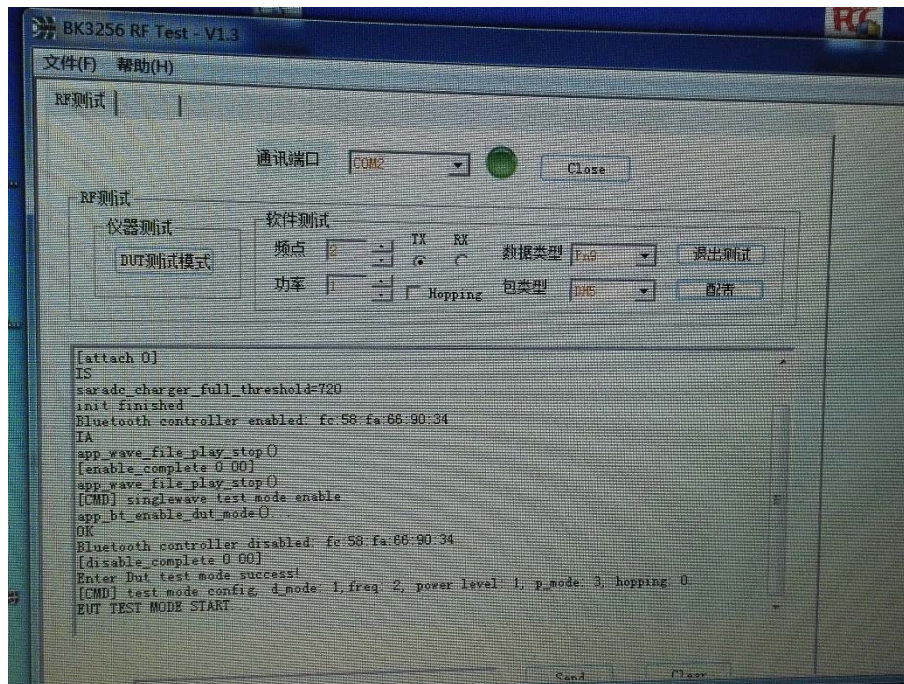 BK3256 RF Test - V1.3
文件(F) 帮助(H)
RF测试
通讯端口 COM2 Close
RF测试
仪器测试 软件测试
DUT测试模式
频点 2 TX RX 数据类型 Pn9 退出测试
功率 1 Hopping 包类型 DH5 配者
[attach 0]
IS
saradc_charger_full_threshold=720
init finished
Bluetooth controller enabled: fc:58:fa:66:90:34
IA
app_wave_file_play_stop()
[enable_complete 0 00]
app_wave_file_play_stop()
[CMD] singlewave test mode enable
app_bt_enable_dut_mode()...
OK
Bluetooth controller disabled: fc:58:fa:66:90:34
[disable_complete 0 00]
Enter Dut test mode success!
[CMD] test mode config, d_mode: 1,freq: 2, power level: 1, p_mode: 3, hopping: 0
EUT TEST MODE START...
Send Clear